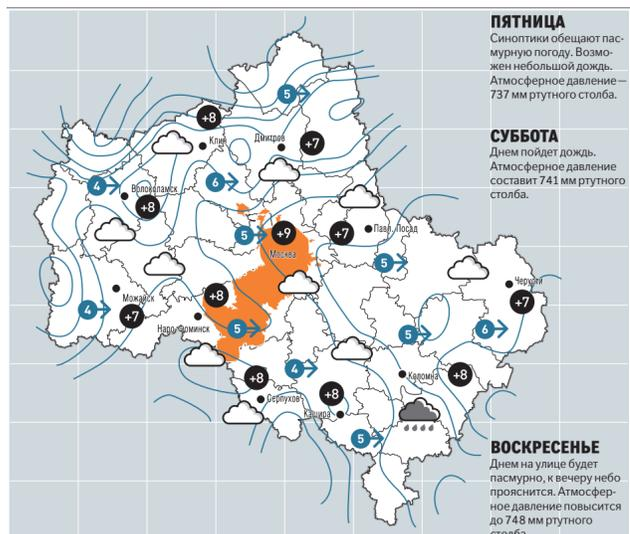 ПЯТНИЦА
Синоптики обещают пас-
мурную погоду. Возмо-
жен небольшой дождь.
Атмосферное давление—
737 мм ртутного столба.
СУББОТА
Днем пойдет дождь.
Атмосферное давление
составит 741 мм ртутного
столба.
ВОСКРЕСЕНЬЕ
Днем на улице будет
пасмурно, к вечеру небо
прояснится. Атмосфер-
ное давление повысится
до 748 мм ртутного
столба.
5
+8
Клин
Дмитров
+7
4
Волоколамск
+8
6
5
+9
Москва
+7
Павл. Посад
5
Черусти
+7
Можайск
4
+7
+8
Наро-Фоминск
5
5
6
+8
Серпухов
4
+8
Кашира
Коломна
+8
5